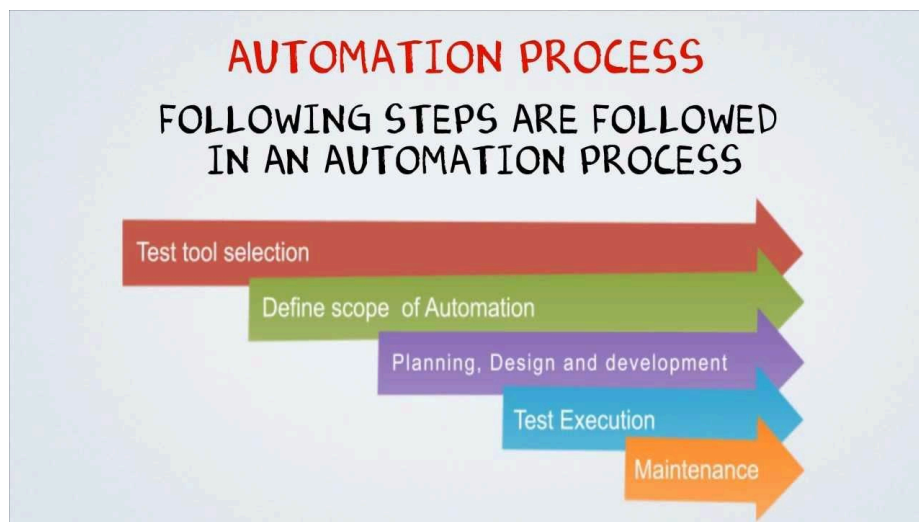 AUTOMATION PROCESS
FOLLOWING STEPS ARE FOLLOWED
IN AN AUTOMATION PROCESS
Test tool selection
Define scope of Automation
Planning, Design and development
Test Execution
Maintenance